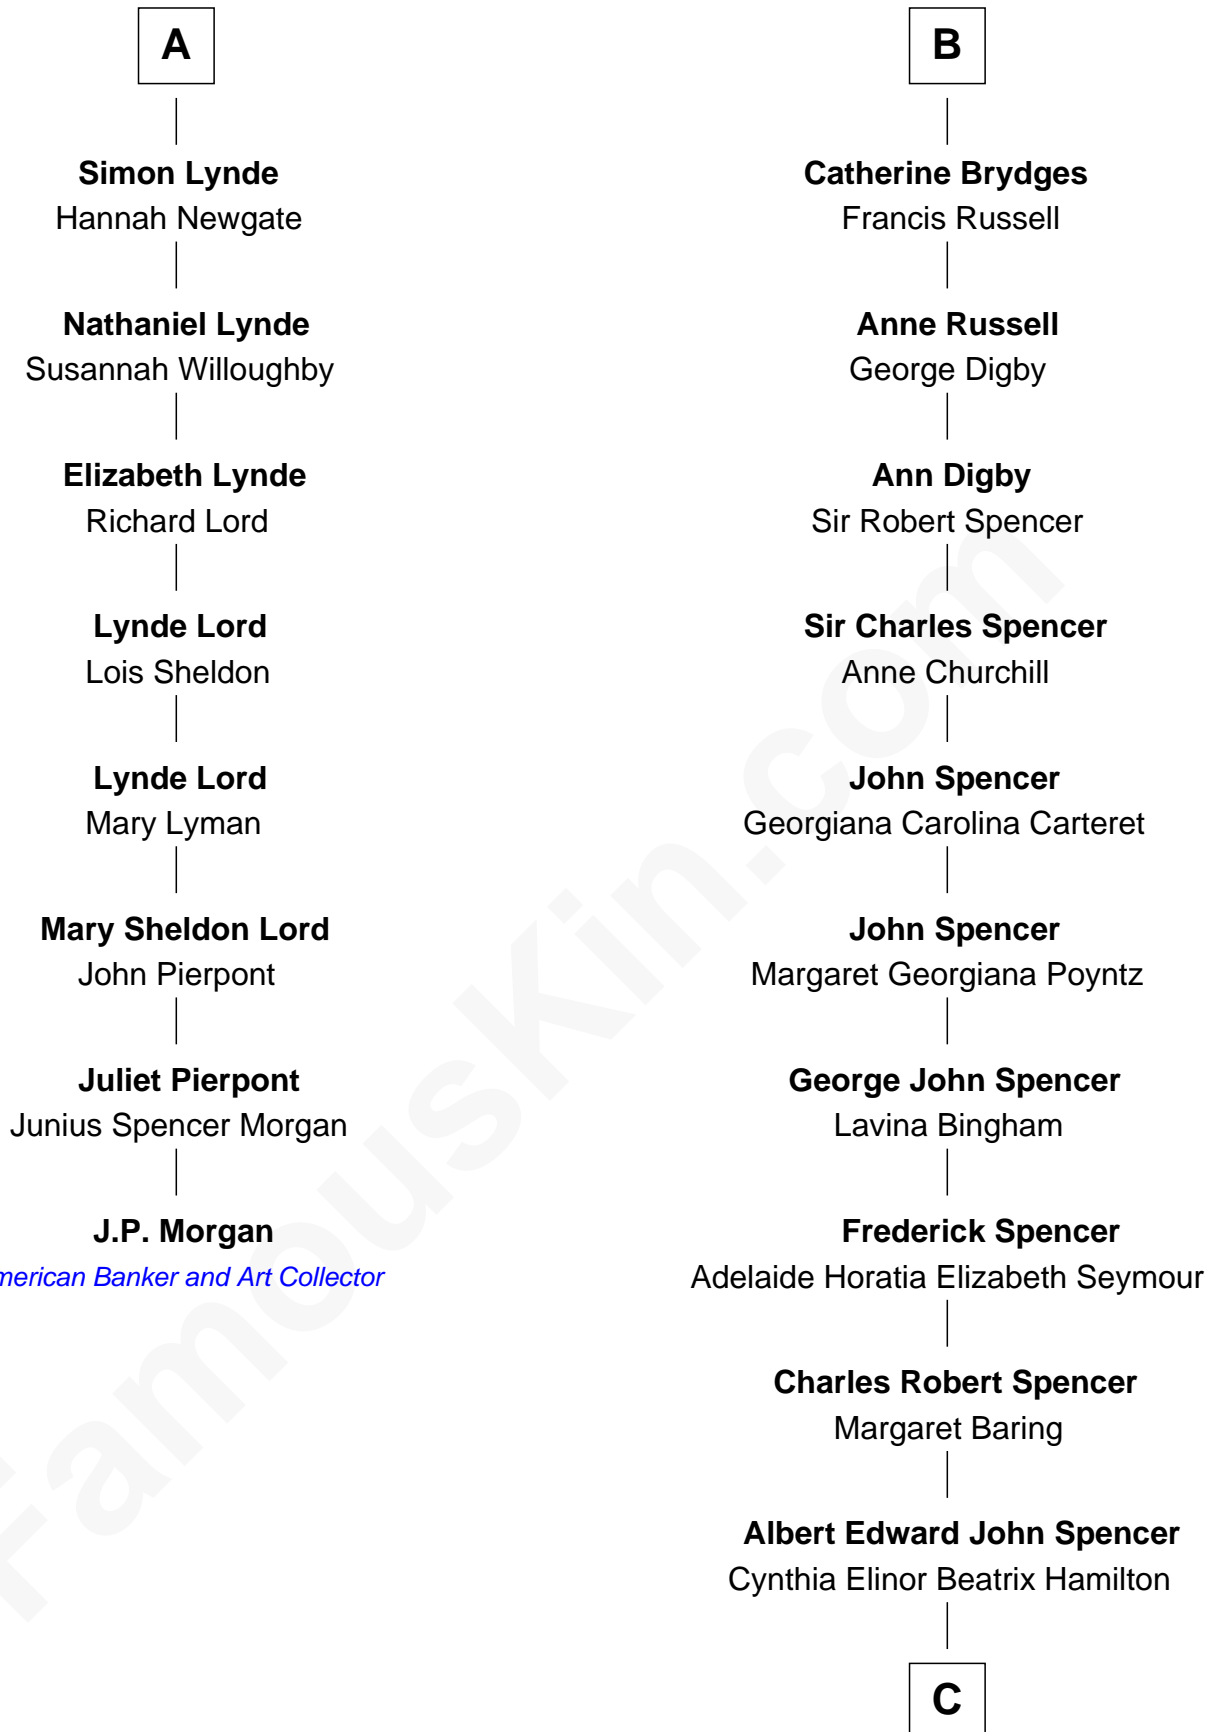 A
Simon Lynde
Hannah Newgate
Nathaniel Lynde
Susannah Willoughby
Elizabeth Lynde
Richard Lord
Lynde Lord
Lois Sheldon
Lynde Lord
Mary Lyman
Mary Sheldon Lord
John Pierpont
Juliet Pierpont
Junius Spencer Morgan
J.P. Morgan
merican Banker and Art Collector
B
Catherine Brydges
Francis Russell
Anne Russell
George Digby
Ann Digby
Sir Robert Spencer
Sir Charles Spencer
Anne Churchill
John Spencer
Georgiana Carolina Carteret
John Spencer
Margaret Georgiana Poyntz
George John Spencer
Lavina Bingham
Frederick Spencer
Adelaide Horatia Elizabeth Seymour
Charles Robert Spencer
Margaret Baring
Albert Edward John Spencer
Cynthia Elinor Beatrix Hamilton
C
FamousKin.com